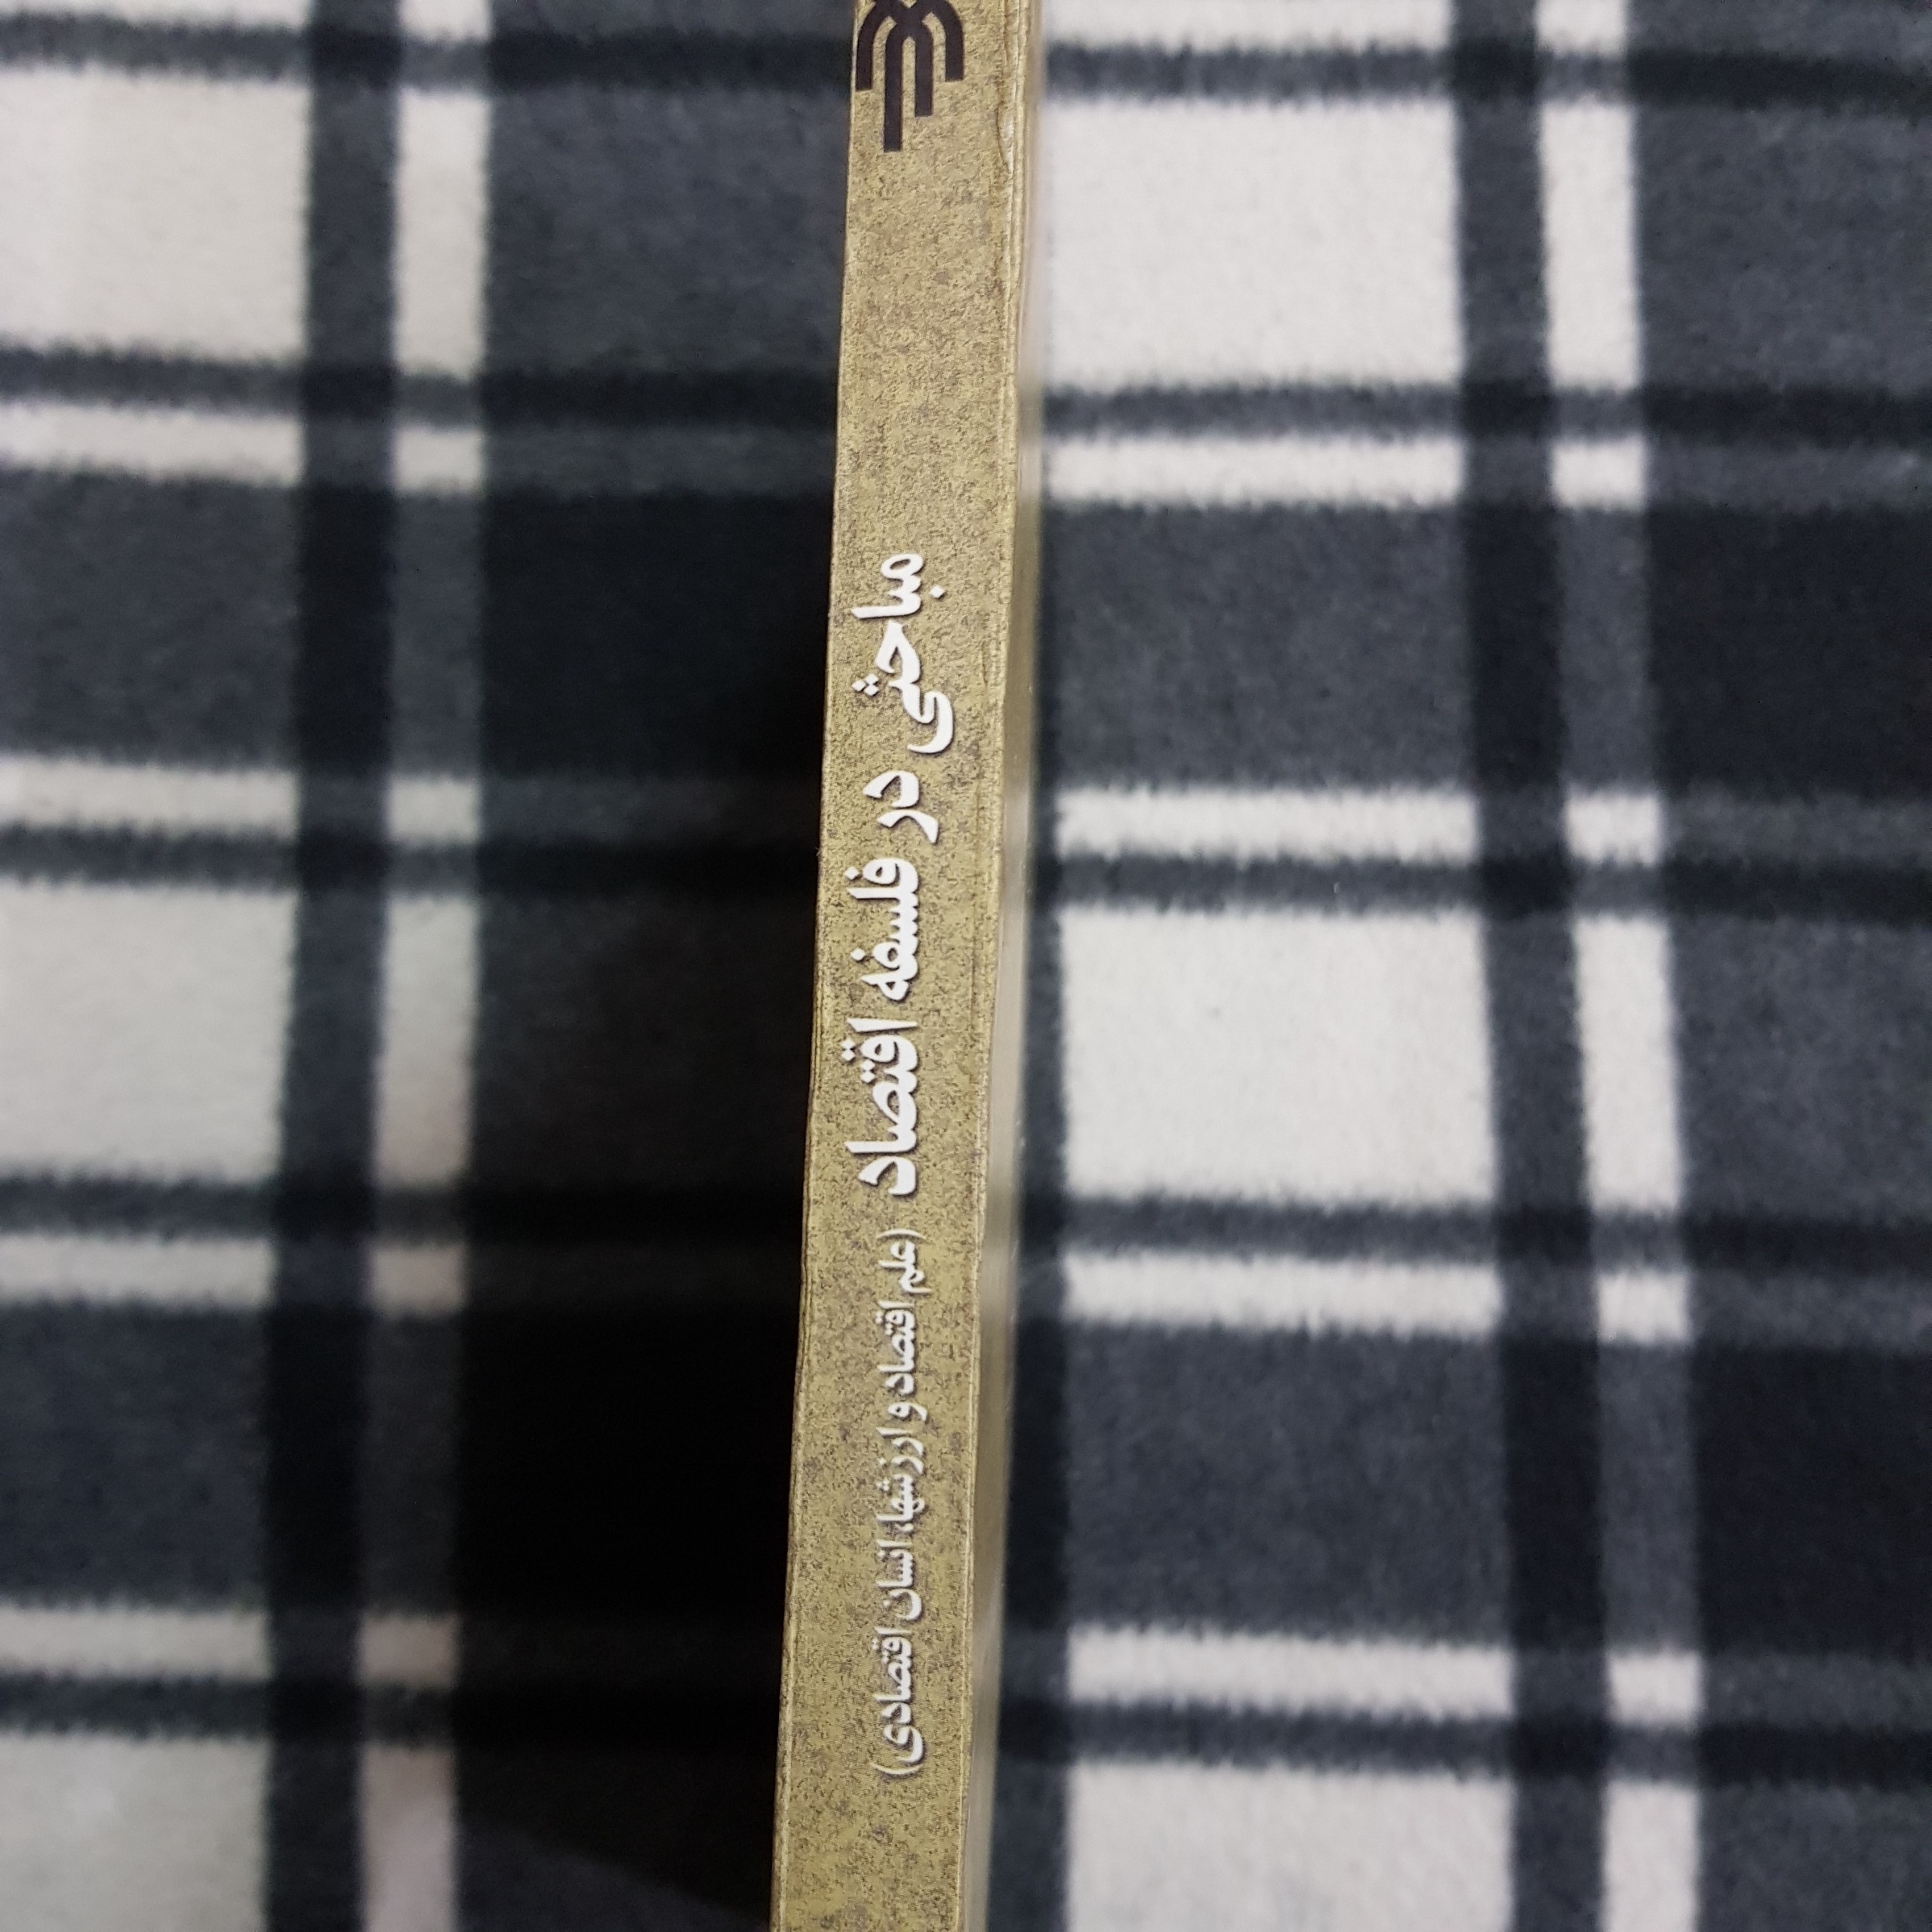 مباحثی در فلسفه اقتصاد (علم اقتصاد و ارزشها، انسان اقتصادی)